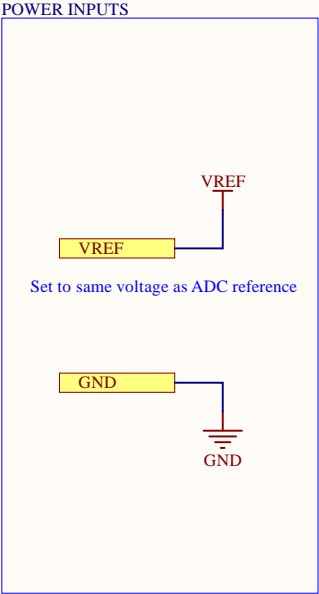 POWER INPUTS
VREF
VREF
Set to same voltage as ADC reference
GND
GND